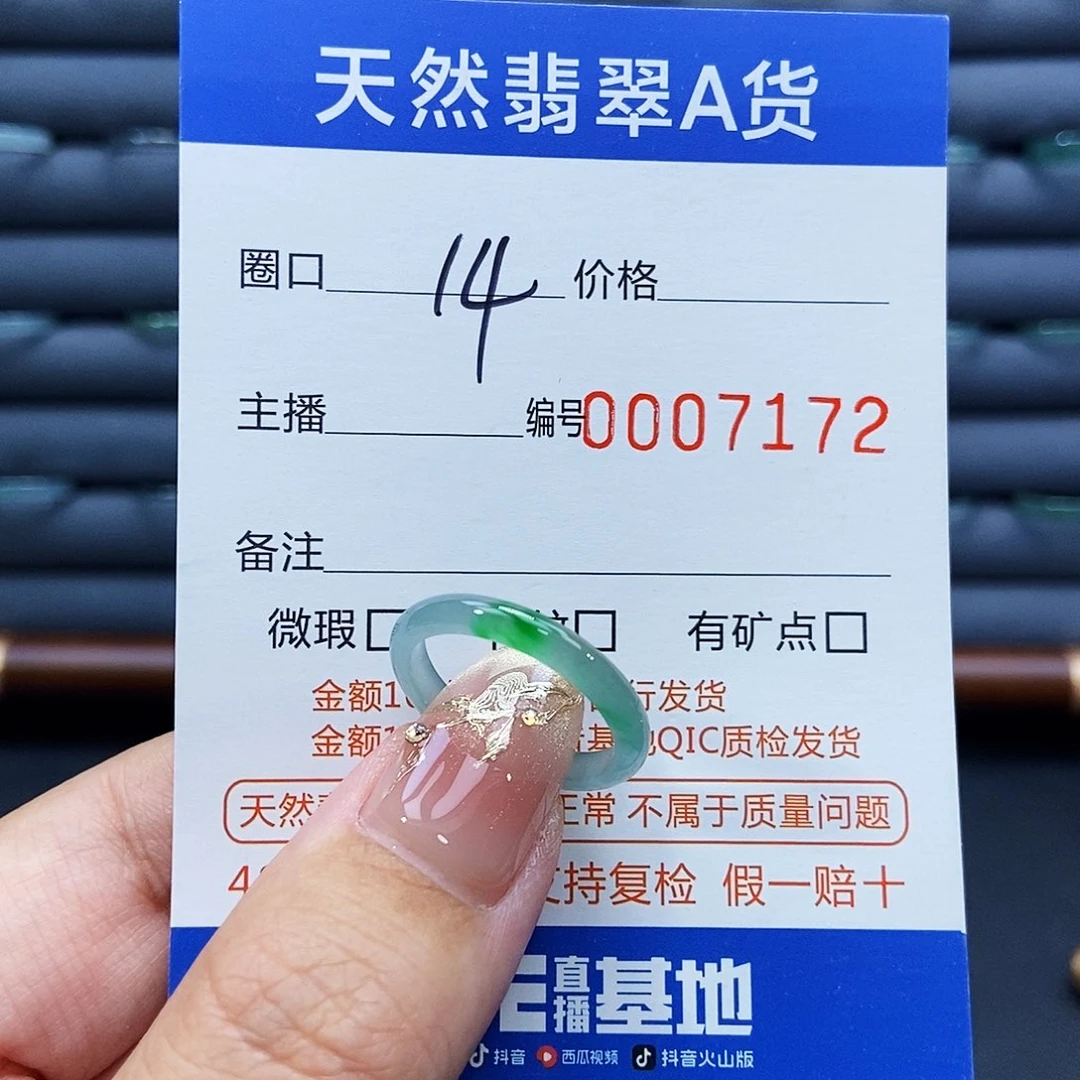 天然翡翠A货
圈口 14 价格
主播 编号0007172
备注
微瑕 有矿点
金额1 行发货
金额 基地QIC质检发货
天然 正常 不属于质量问题
4 支持复检 假一赔十
直播基地
抖音 西瓜视频 抖音火山版